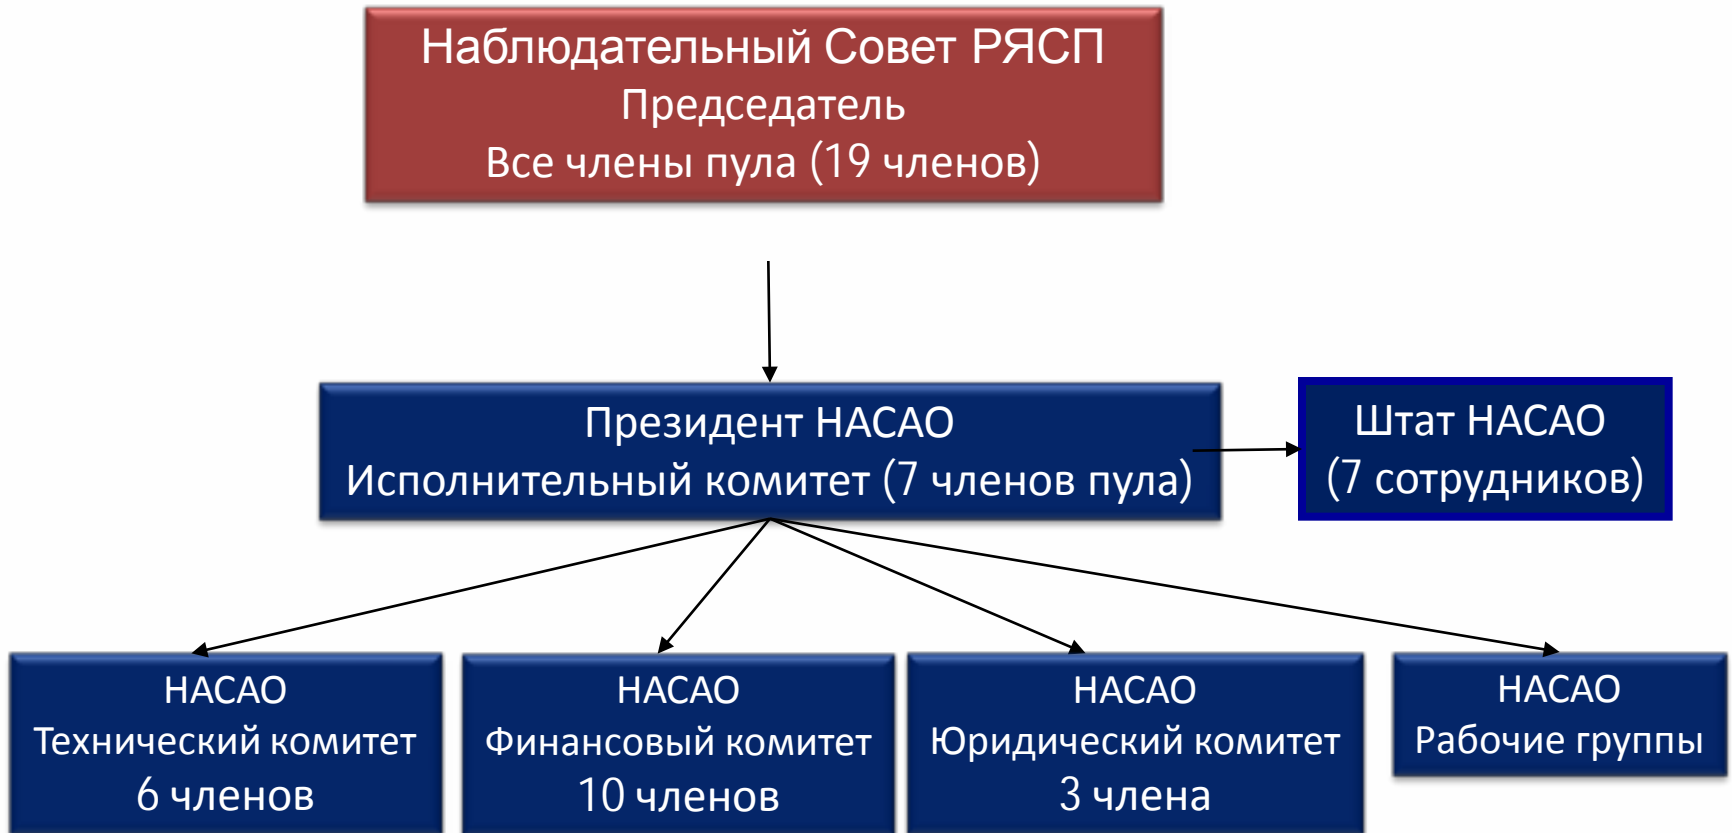 Наблюдательный Совет РЯСП
Председатель
Все члены пула (19 членов)
Президент НАСАО
Исполнительный комитет (7 членов пула)
Штат НАСАО
(7 сотрудников)
НАСАО
Технический комитет
6 членов
НАСАО
Финансовый комитет
10 членов
НАСАО
Юридический комитет
3 члена
НАСАО
Рабочие группы